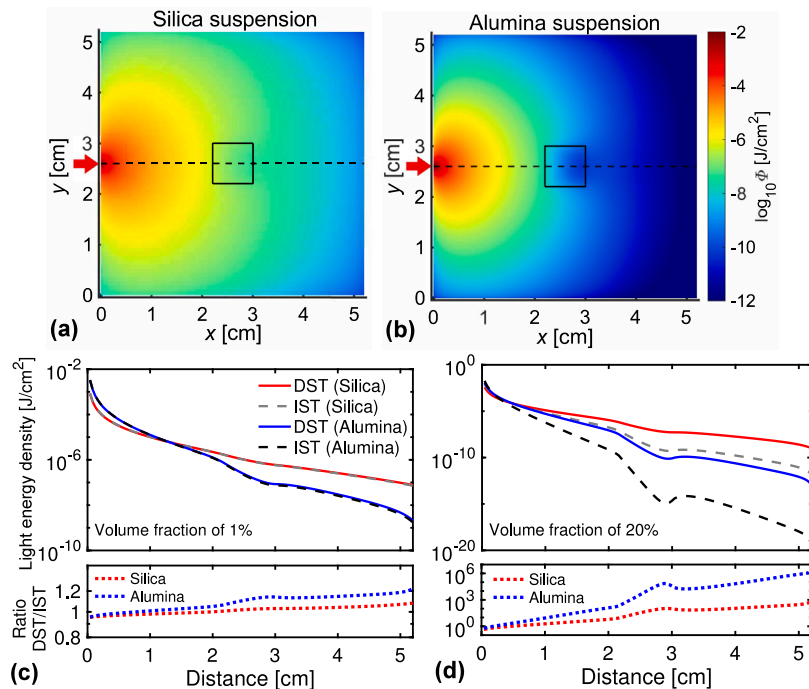 Silica suspension
Alumina suspension
5
4
3
2
1
0
y [cm]
0 1 2 3 4 5
x [cm]
(a)
5
4
3
2
1
0
y [cm]
0 1 2 3 4 5
x [cm]
(b)
-2
-4
-6
-8
-10
-12
log10Φ [J/cm2]
10-2
10-6
10-10
Light energy density [J/cm2]
DST (Silica)
IST (Silica)
DST (Alumina)
IST (Alumina)
Volume fraction of 1%
1.2
1
0.8
Ratio
DST/IST
Silica
Alumina
0 1 2 3 4 5
Distance [cm]
(c)
100
10-10
10-20
Volume fraction of 20%
106
103
100
Silica
Alumina
0 1 2 3 4 5
Distance [cm]
(d)